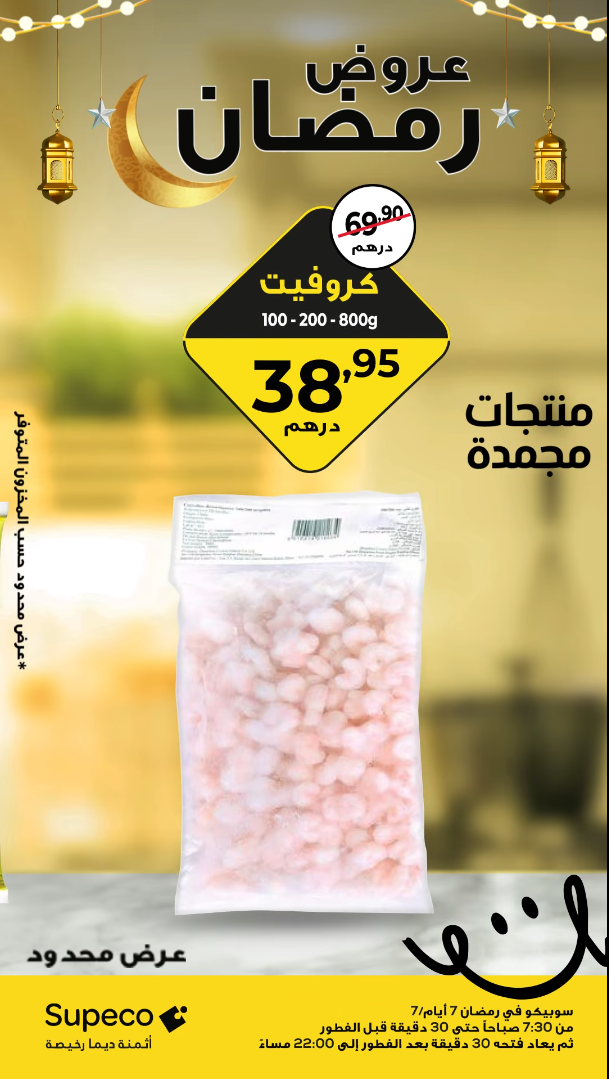 عروض
رمضان
69,90
درهم
كروفيت
100 - 200 - 800g
38,95
درهم
منتجات
مجمدة
*عرض محدود حسب المخزون المتوفر
عرض محدود
Supeco
أثمنة ديما رخيصة
سوبيكو في رمضان 7 أيام/7
من 7:30 صباحاً حتى 30 دقيقة قبل الفطور
ثم يعاد فتحه 30 دقيقة بعد الفطور إلى 22:00 مساءً